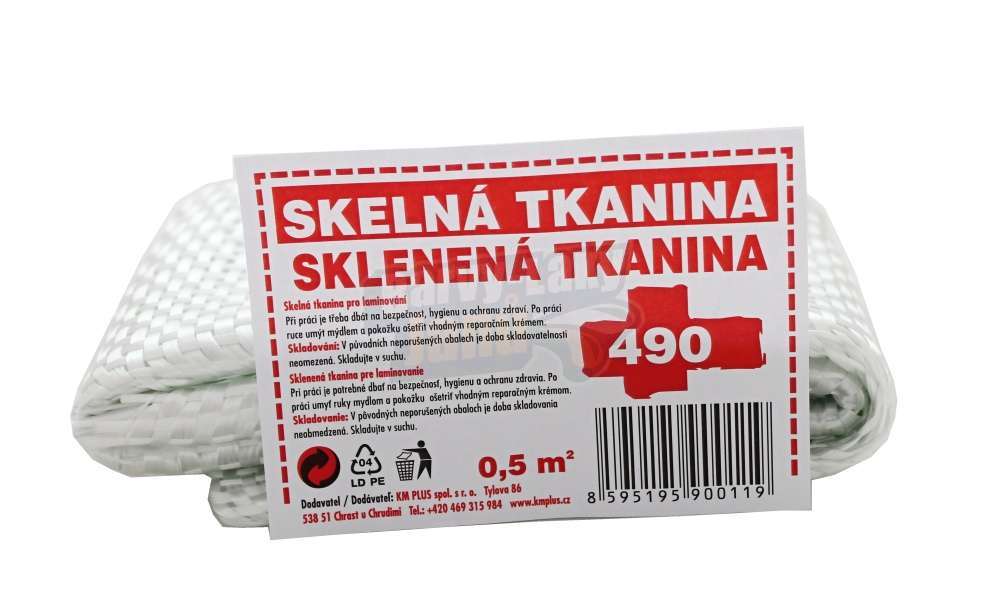 SKELNÁ TKANINA
SKLENENÁ TKANINA
Skelná tkanina pro laminování
Při práci je třeba dbát na bezpečnost, hygienu a ochranu zdraví. Po práci
ruce umýt mýdlem a pokožku ošetřit vhodným reparačním krémem.
Skladování: V původních neporušených obalech je doba skladovatelnosti
neomezená. Skladujte v suchu.
Sklenená tkanina pre laminovanie
Pri práci je potrebné dbať na bezpečnosť, hygienu a ochranu zdravia. Po
práci umyť ruky mydlom a pokožku ošetriť vhodným reparačným krémom.
Skladovanie: V pôvodných neporušených obaloch je doba skladovania
neobmedzená. Skladujte v suchu.
490
04
LD PE
0,5 m²
8 595195 900119
Dodavatel / Dodávateľ: KM PLUS spol. s r. o. Tylova 86
538 51 Chrast u Chrudimi Tel.: +420 469 315 984 www.kmplus.cz